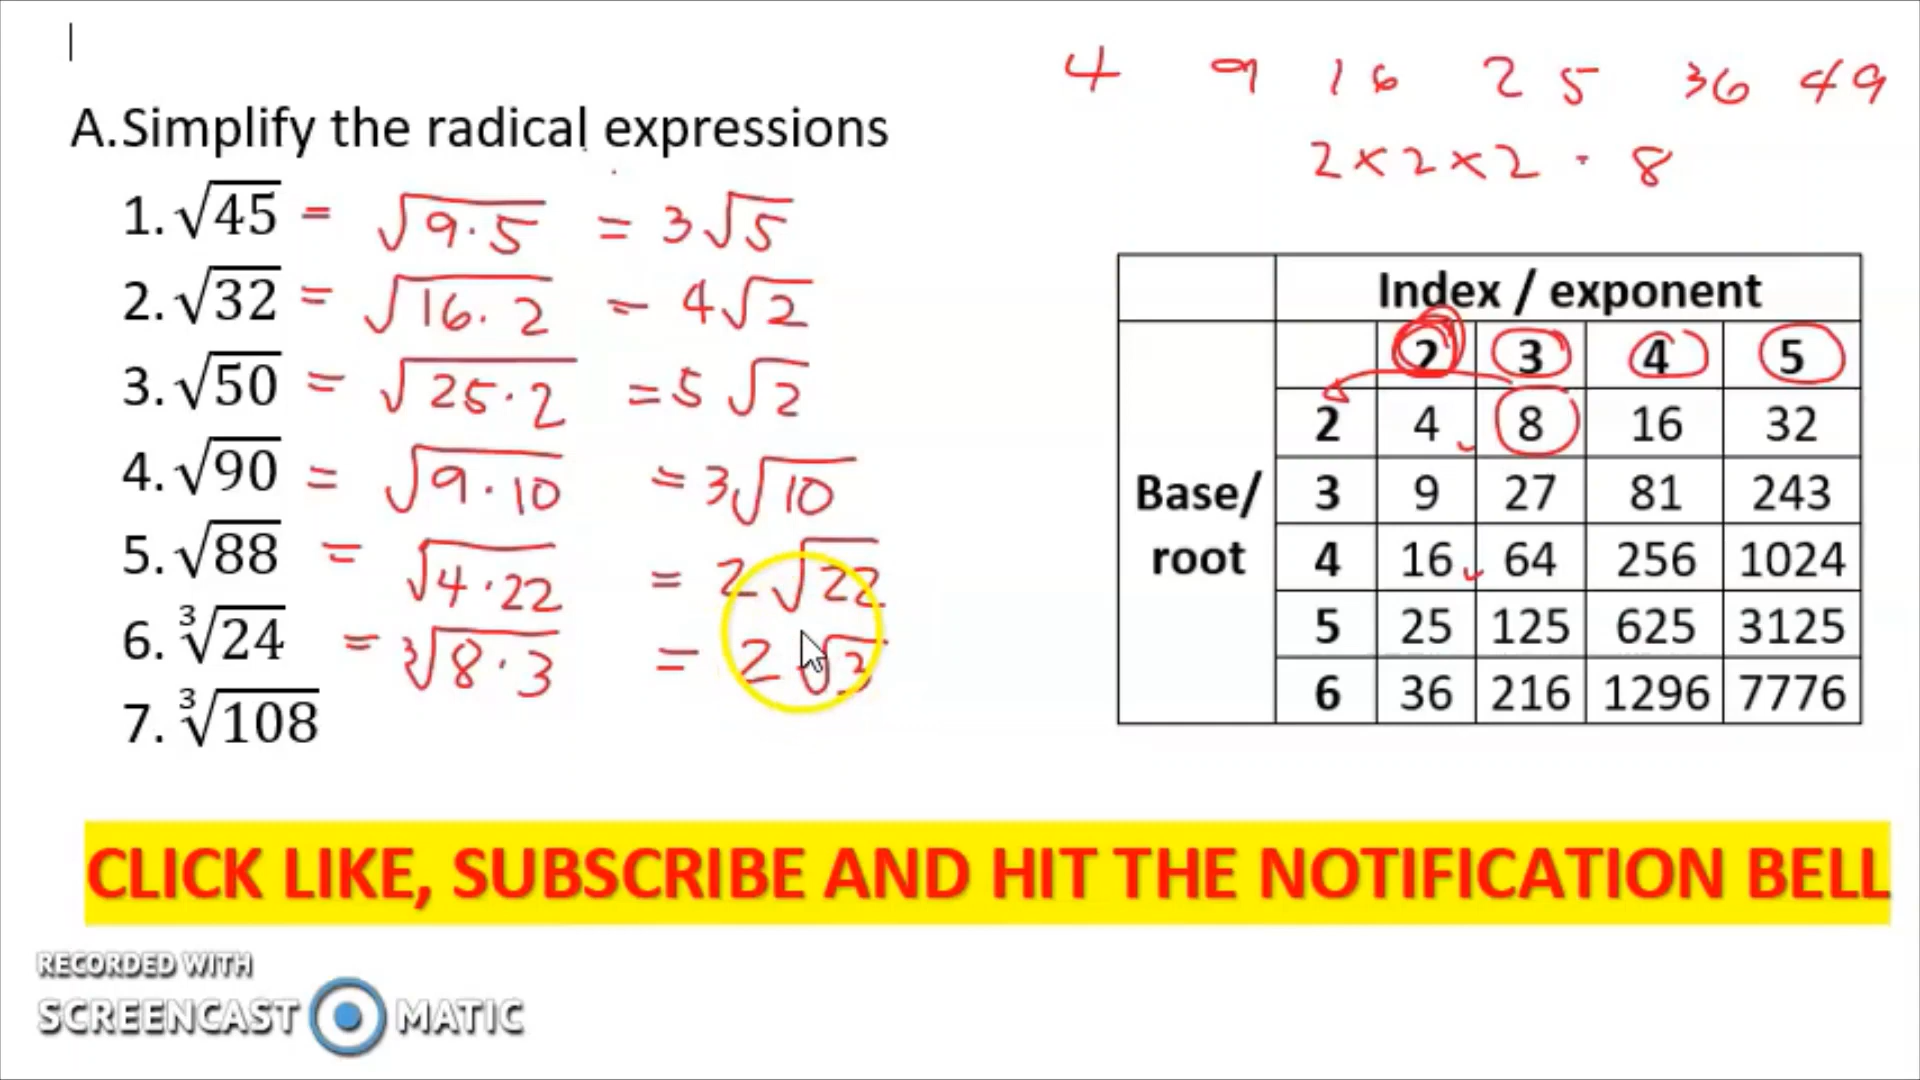 4 9 16 25 36 49
2 × 2 × 2 · 8
A.Simplify the radical expressions
1. √45 = √9·5 = 3√5
2. √32 = √16·2 = 4√2
3. √50 = √25·2 = 5√2
4. √90 = √9·10 = 3√10
5. √88 = √4·22 = 2√22
6. ∛24 = ∛8·3 = 2√3
7. ∛108
Index / exponent
2 3 4 5
Base/
root
2 4 8 16 32
3 9 27 81 243
4 16 64 256 1024
5 25 125 625 3125
6 36 216 1296 7776
CLICK LIKE, SUBSCRIBE AND HIT THE NOTIFICATION BELL
RECORDED WITH
SCREENCAST MATIC